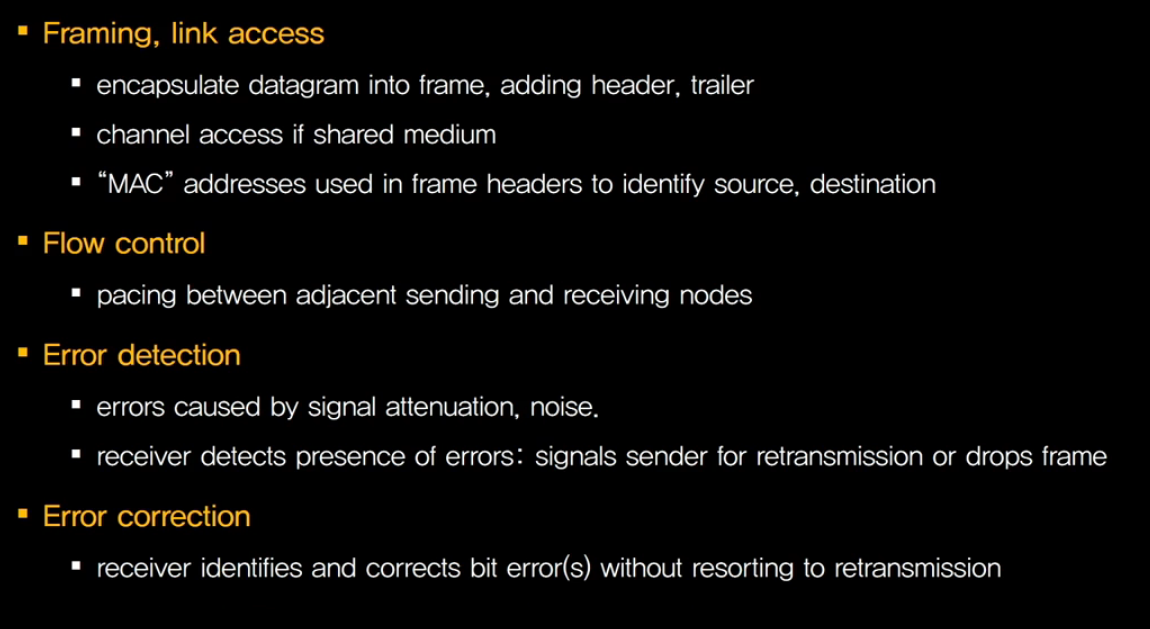 ▪ Framing, link access
▪ encapsulate datagram into frame, adding header, trailer
▪ channel access if shared medium
▪ “MAC” addresses used in frame headers to identify source, destination
▪ Flow control
▪ pacing between adjacent sending and receiving nodes
▪ Error detection
▪ errors caused by signal attenuation, noise.
▪ receiver detects presence of errors: signals sender for retransmission or drops frame
▪ Error correction
▪ receiver identifies and corrects bit error(s) without resorting to retransmission